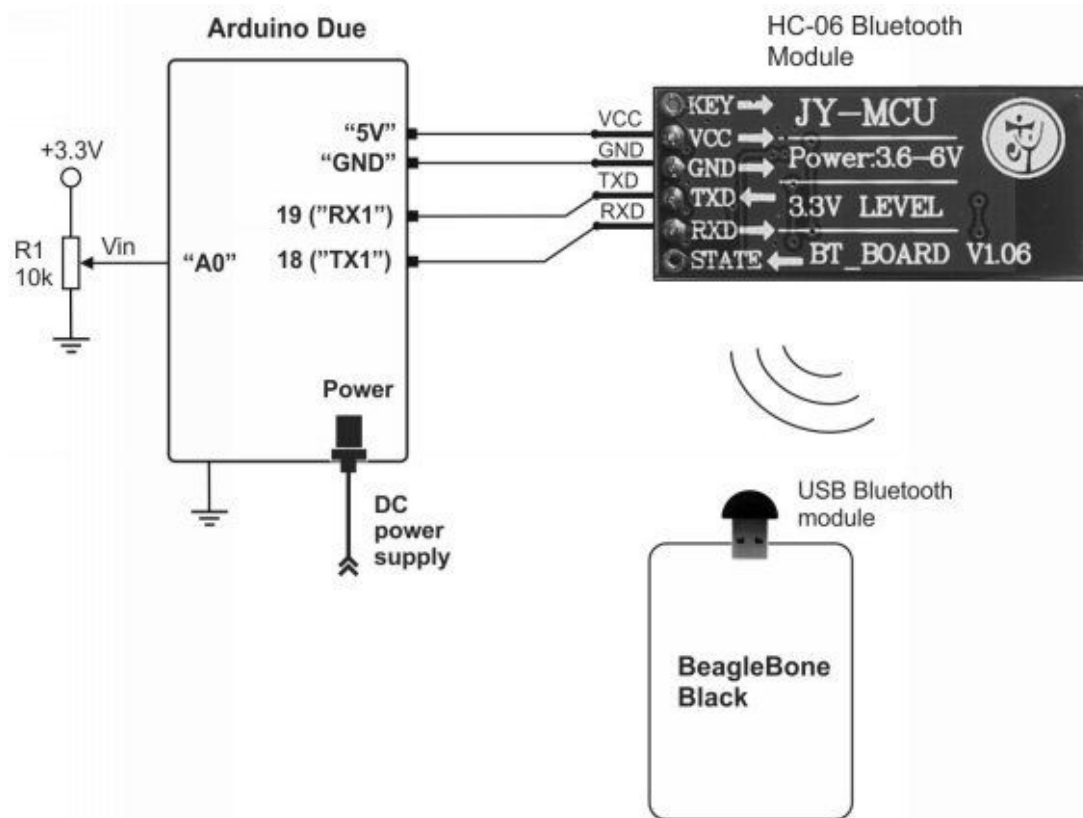 Arduino Due
HC-06 Bluetooth
Module
+3.3V
R1
10k
Vin
“A0”
“5V”
“GND”
19 (”RX1”)
18 (”TX1”)
Power
DC
power
supply
VCC
GND
TXD
RXD
KEY
VCC
GND
TXD
RXD
STATE
JY-MCU
Power:3.6-6V
3.3V LEVEL
BT_BOARD V1.06
USB Bluetooth
module
BeagleBone
Black